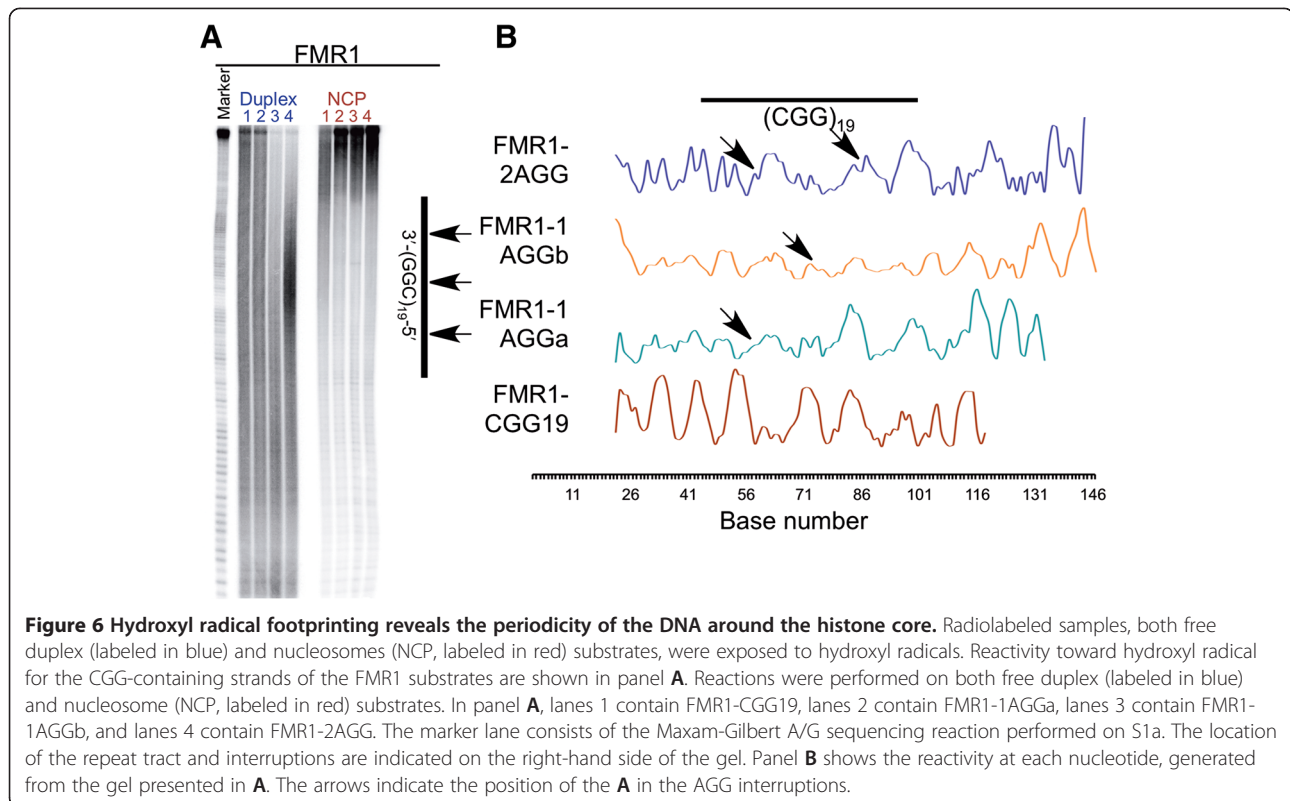 A
FMR1
Marker
Duplex
1 2 3 4
NCP
1 2 3 4
3′-(GGC)19-5′
B
(CGG)19
FMR1-
2AGG
FMR1-1
AGGb
FMR1-1
AGGa
FMR1-
CGG19
11 26 41 56 71 86 101 116 131 146
Base number
Figure 6 Hydroxyl radical footprinting reveals the periodicity of the DNA around the histone core. Radiolabeled samples, both free
duplex (labeled in blue) and nucleosomes (NCP, labeled in red) substrates, were exposed to hydroxyl radicals. Reactivity toward hydroxyl radical
for the CGG-containing strands of the FMR1 substrates are shown in panel A. Reactions were performed on both free duplex (labeled in blue)
and nucleosome (NCP, labeled in red) substrates. In panel A, lanes 1 contain FMR1-CGG19, lanes 2 contain FMR1-1AGGa, lanes 3 contain FMR1-
1AGGb, and lanes 4 contain FMR1-2AGG. The marker lane consists of the Maxam-Gilbert A/G sequencing reaction performed on S1a. The location
of the repeat tract and interruptions are indicated on the right-hand side of the gel. Panel B shows the reactivity at each nucleotide, generated
from the gel presented in A. The arrows indicate the position of the A in the AGG interruptions.